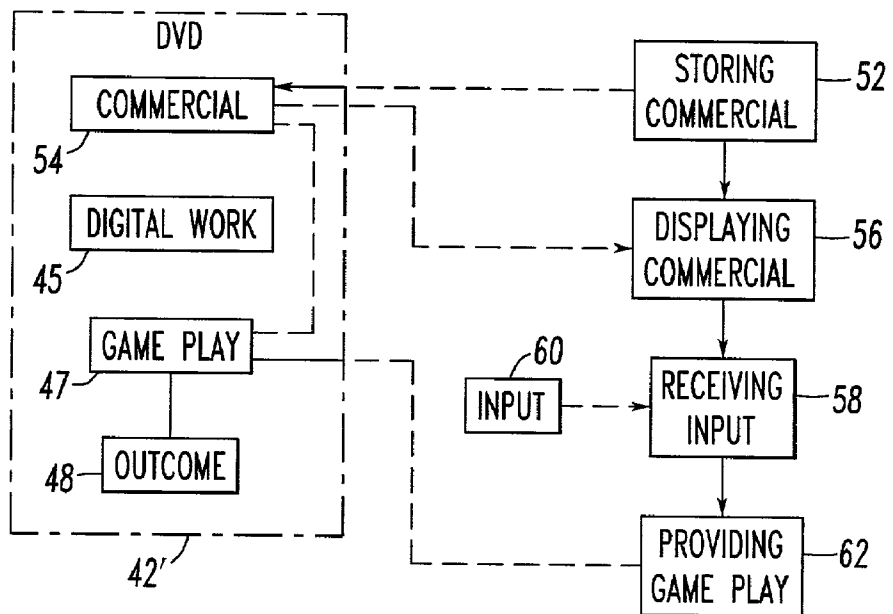 DVD
COMMERCIAL
54
DIGITAL WORK
45
GAME PLAY
47
OUTCOME
48
42'
STORING
COMMERCIAL
52
DISPLAYING
COMMERCIAL
56
60
INPUT
RECEIVING
INPUT
58
PROVIDING
GAME PLAY
62